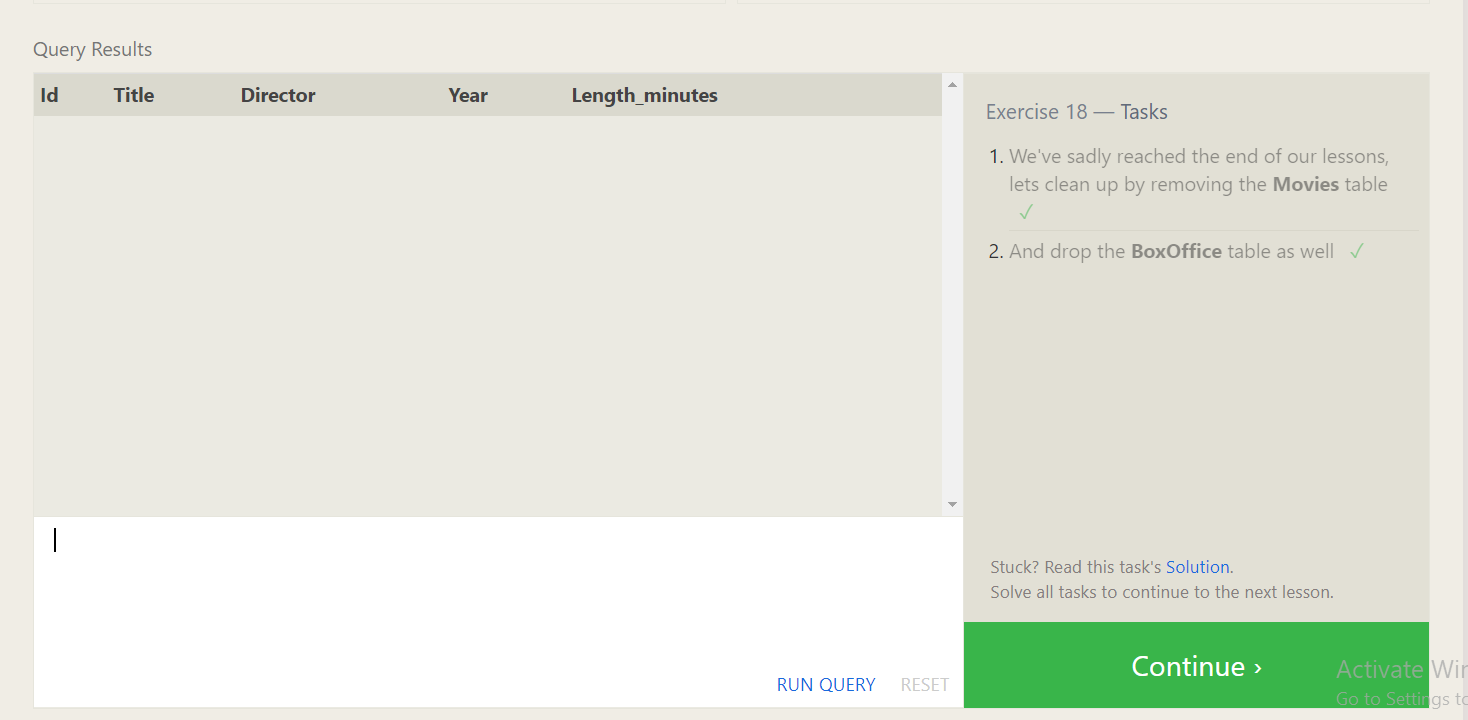 Query Results
Id Title Director Year Length_minutes
Exercise 18 — Tasks
1. We've sadly reached the end of our lessons,
lets clean up by removing the Movies table
✓
2. And drop the BoxOffice table as well ✓
Stuck? Read this task's Solution.
Solve all tasks to continue to the next lesson.
RUN QUERY RESET
Continue ›
Activate Win
Go to Settings to